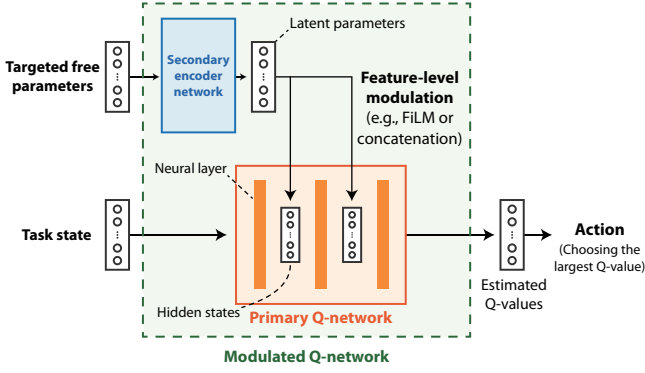 Latent parameters
Targeted free
parameters
Secondary
encoder
network
Feature-level
modulation
(e.g., FiLM or
concatenation)
Neural layer
Task state
Action
(Choosing the
largest Q-value)
Estimated
Q-values
Hidden states
Primary Q-network
Modulated Q-network